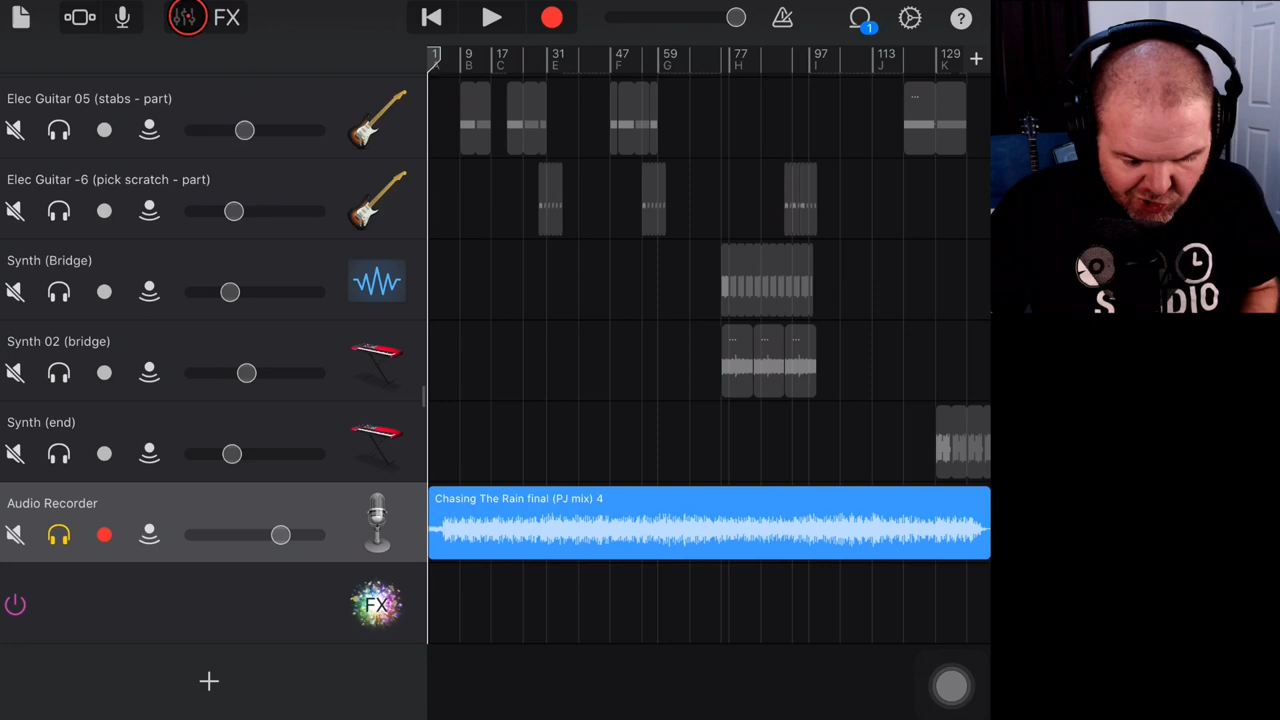 FX
1
1 9 17 31 47 59 77 97 113 129
A B C E F G H I J K
Elec Guitar 05 (stabs - part)
...
Elec Guitar -6 (pick scratch - part)
Synth (Bridge)
Synth 02 (bridge)
... ... ...
Synth (end)
Audio Recorder
Chasing The Rain final (PJ mix) 4
FX